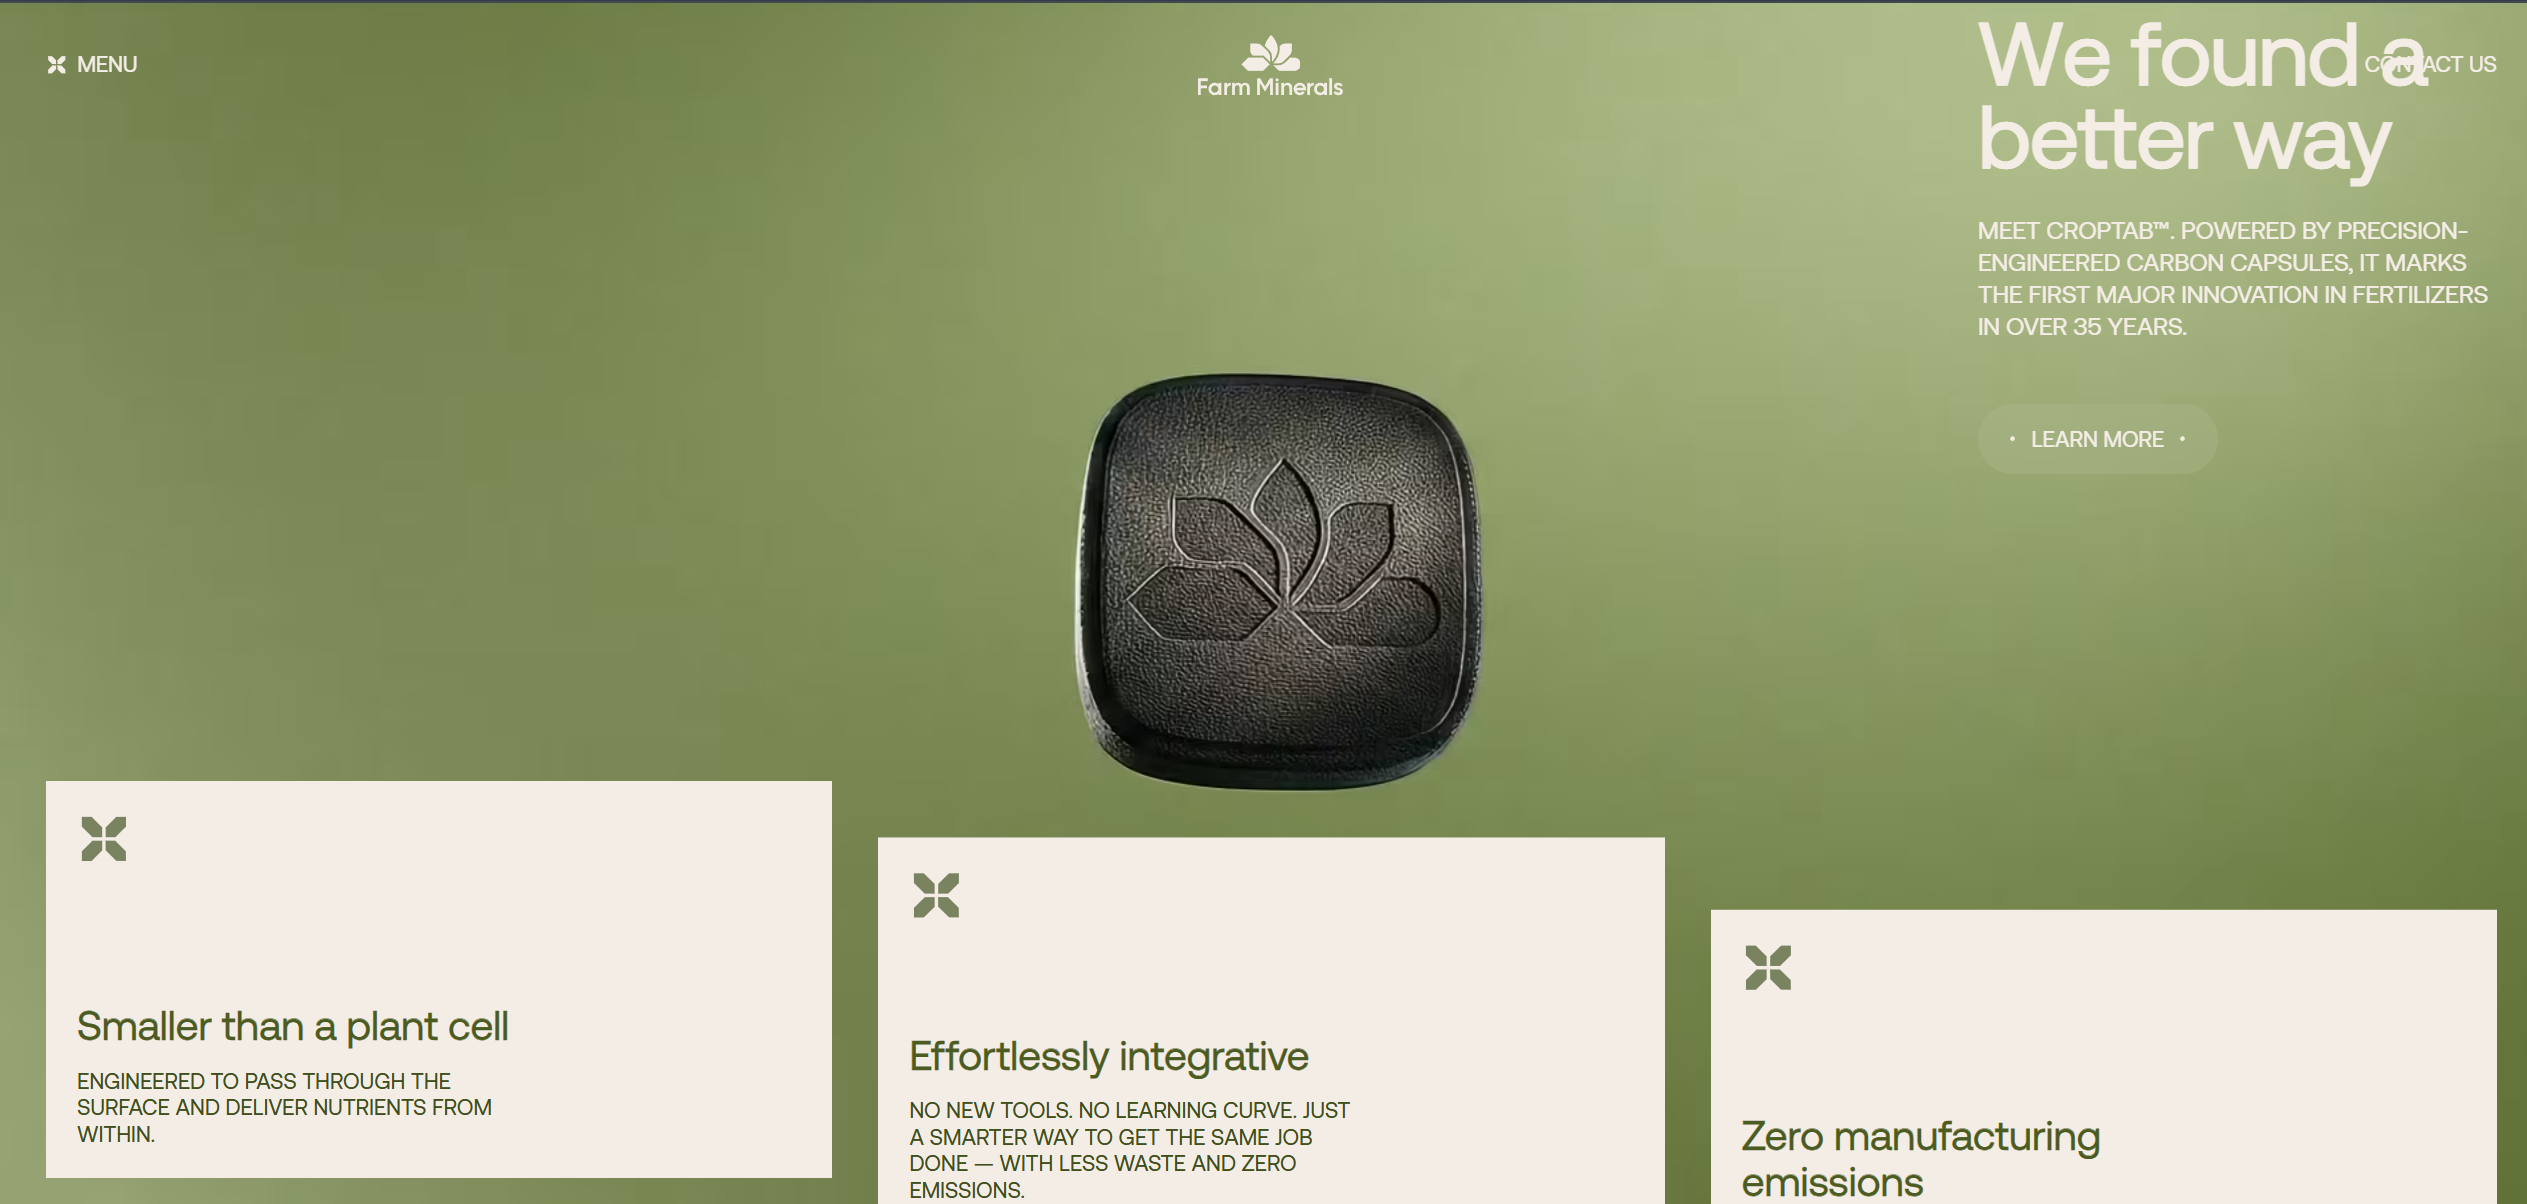 MENU
Farm Minerals
CONTACT US
We found a
better way
MEET CROPTAB™. POWERED BY PRECISION-
ENGINEERED CARBON CAPSULES, IT MARKS
THE FIRST MAJOR INNOVATION IN FERTILIZERS
IN OVER 35 YEARS.
• LEARN MORE •
Smaller than a plant cell
ENGINEERED TO PASS THROUGH THE
SURFACE AND DELIVER NUTRIENTS FROM
WITHIN.
Effortlessly integrative
NO NEW TOOLS. NO LEARNING CURVE. JUST
A SMARTER WAY TO GET THE SAME JOB
DONE — WITH LESS WASTE AND ZERO
EMISSIONS.
Zero manufacturing
emissions